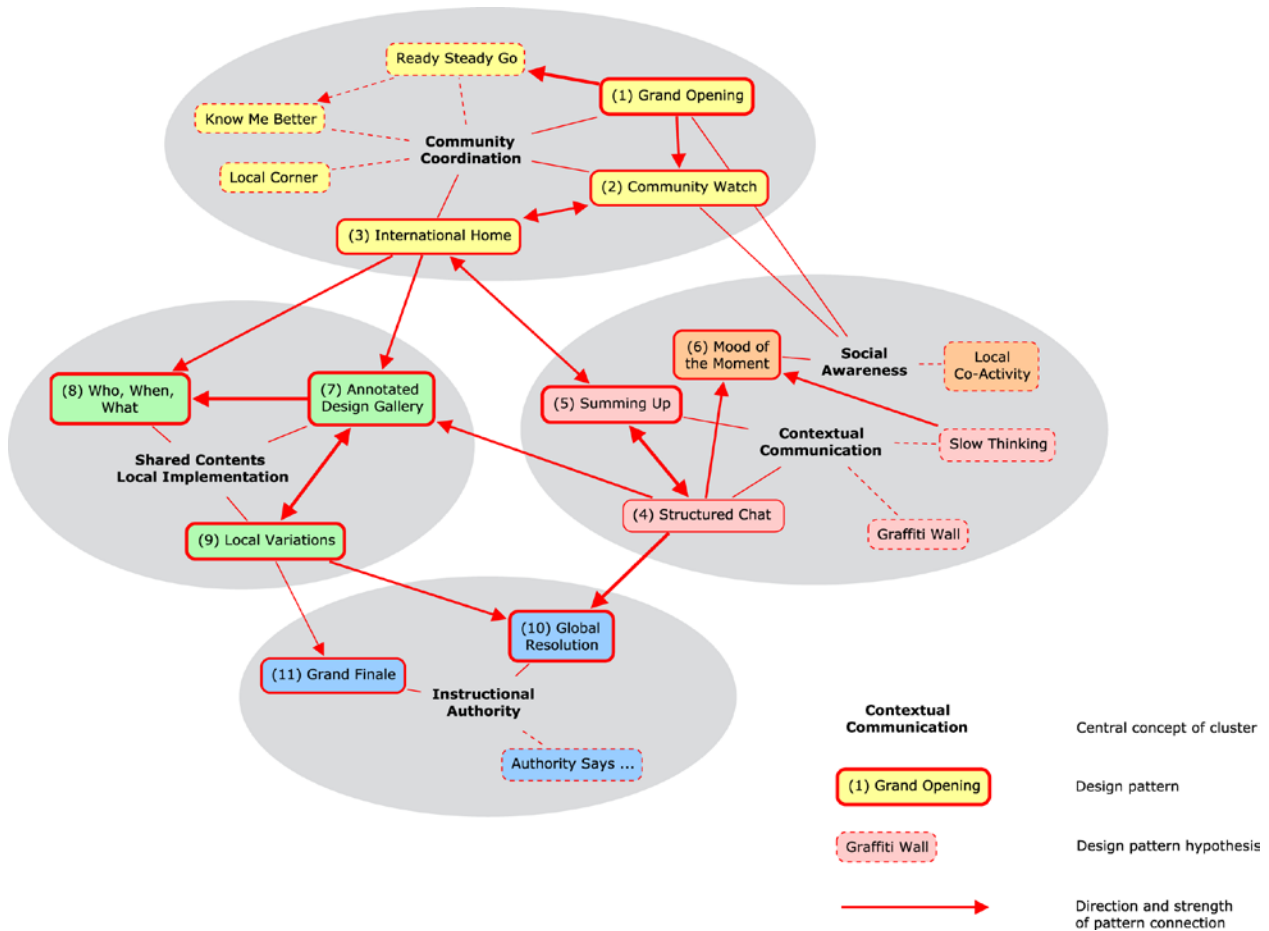 Ready Steady Go
(1) Grand Opening
Know Me Better
Community
Coordination
Local Corner
(2) Community Watch
(3) International Home
(6) Mood of
the Moment
Social
Awareness
Local
Co-Activity
(8) Who, When,
What
(7) Annotated
Design Gallery
(5) Summing Up
Contextual
Communication
Slow Thinking
Shared Contents
Local Implementation
(4) Structured Chat
Graffiti Wall
(9) Local Variations
(10) Global
Resolution
(11) Grand Finale
Instructional
Authority
Authority Says ...
Contextual
Communication
Central concept of cluster
(1) Grand Opening
Design pattern
Graffiti Wall
Design pattern hypothesis
Direction and strength
of pattern connection